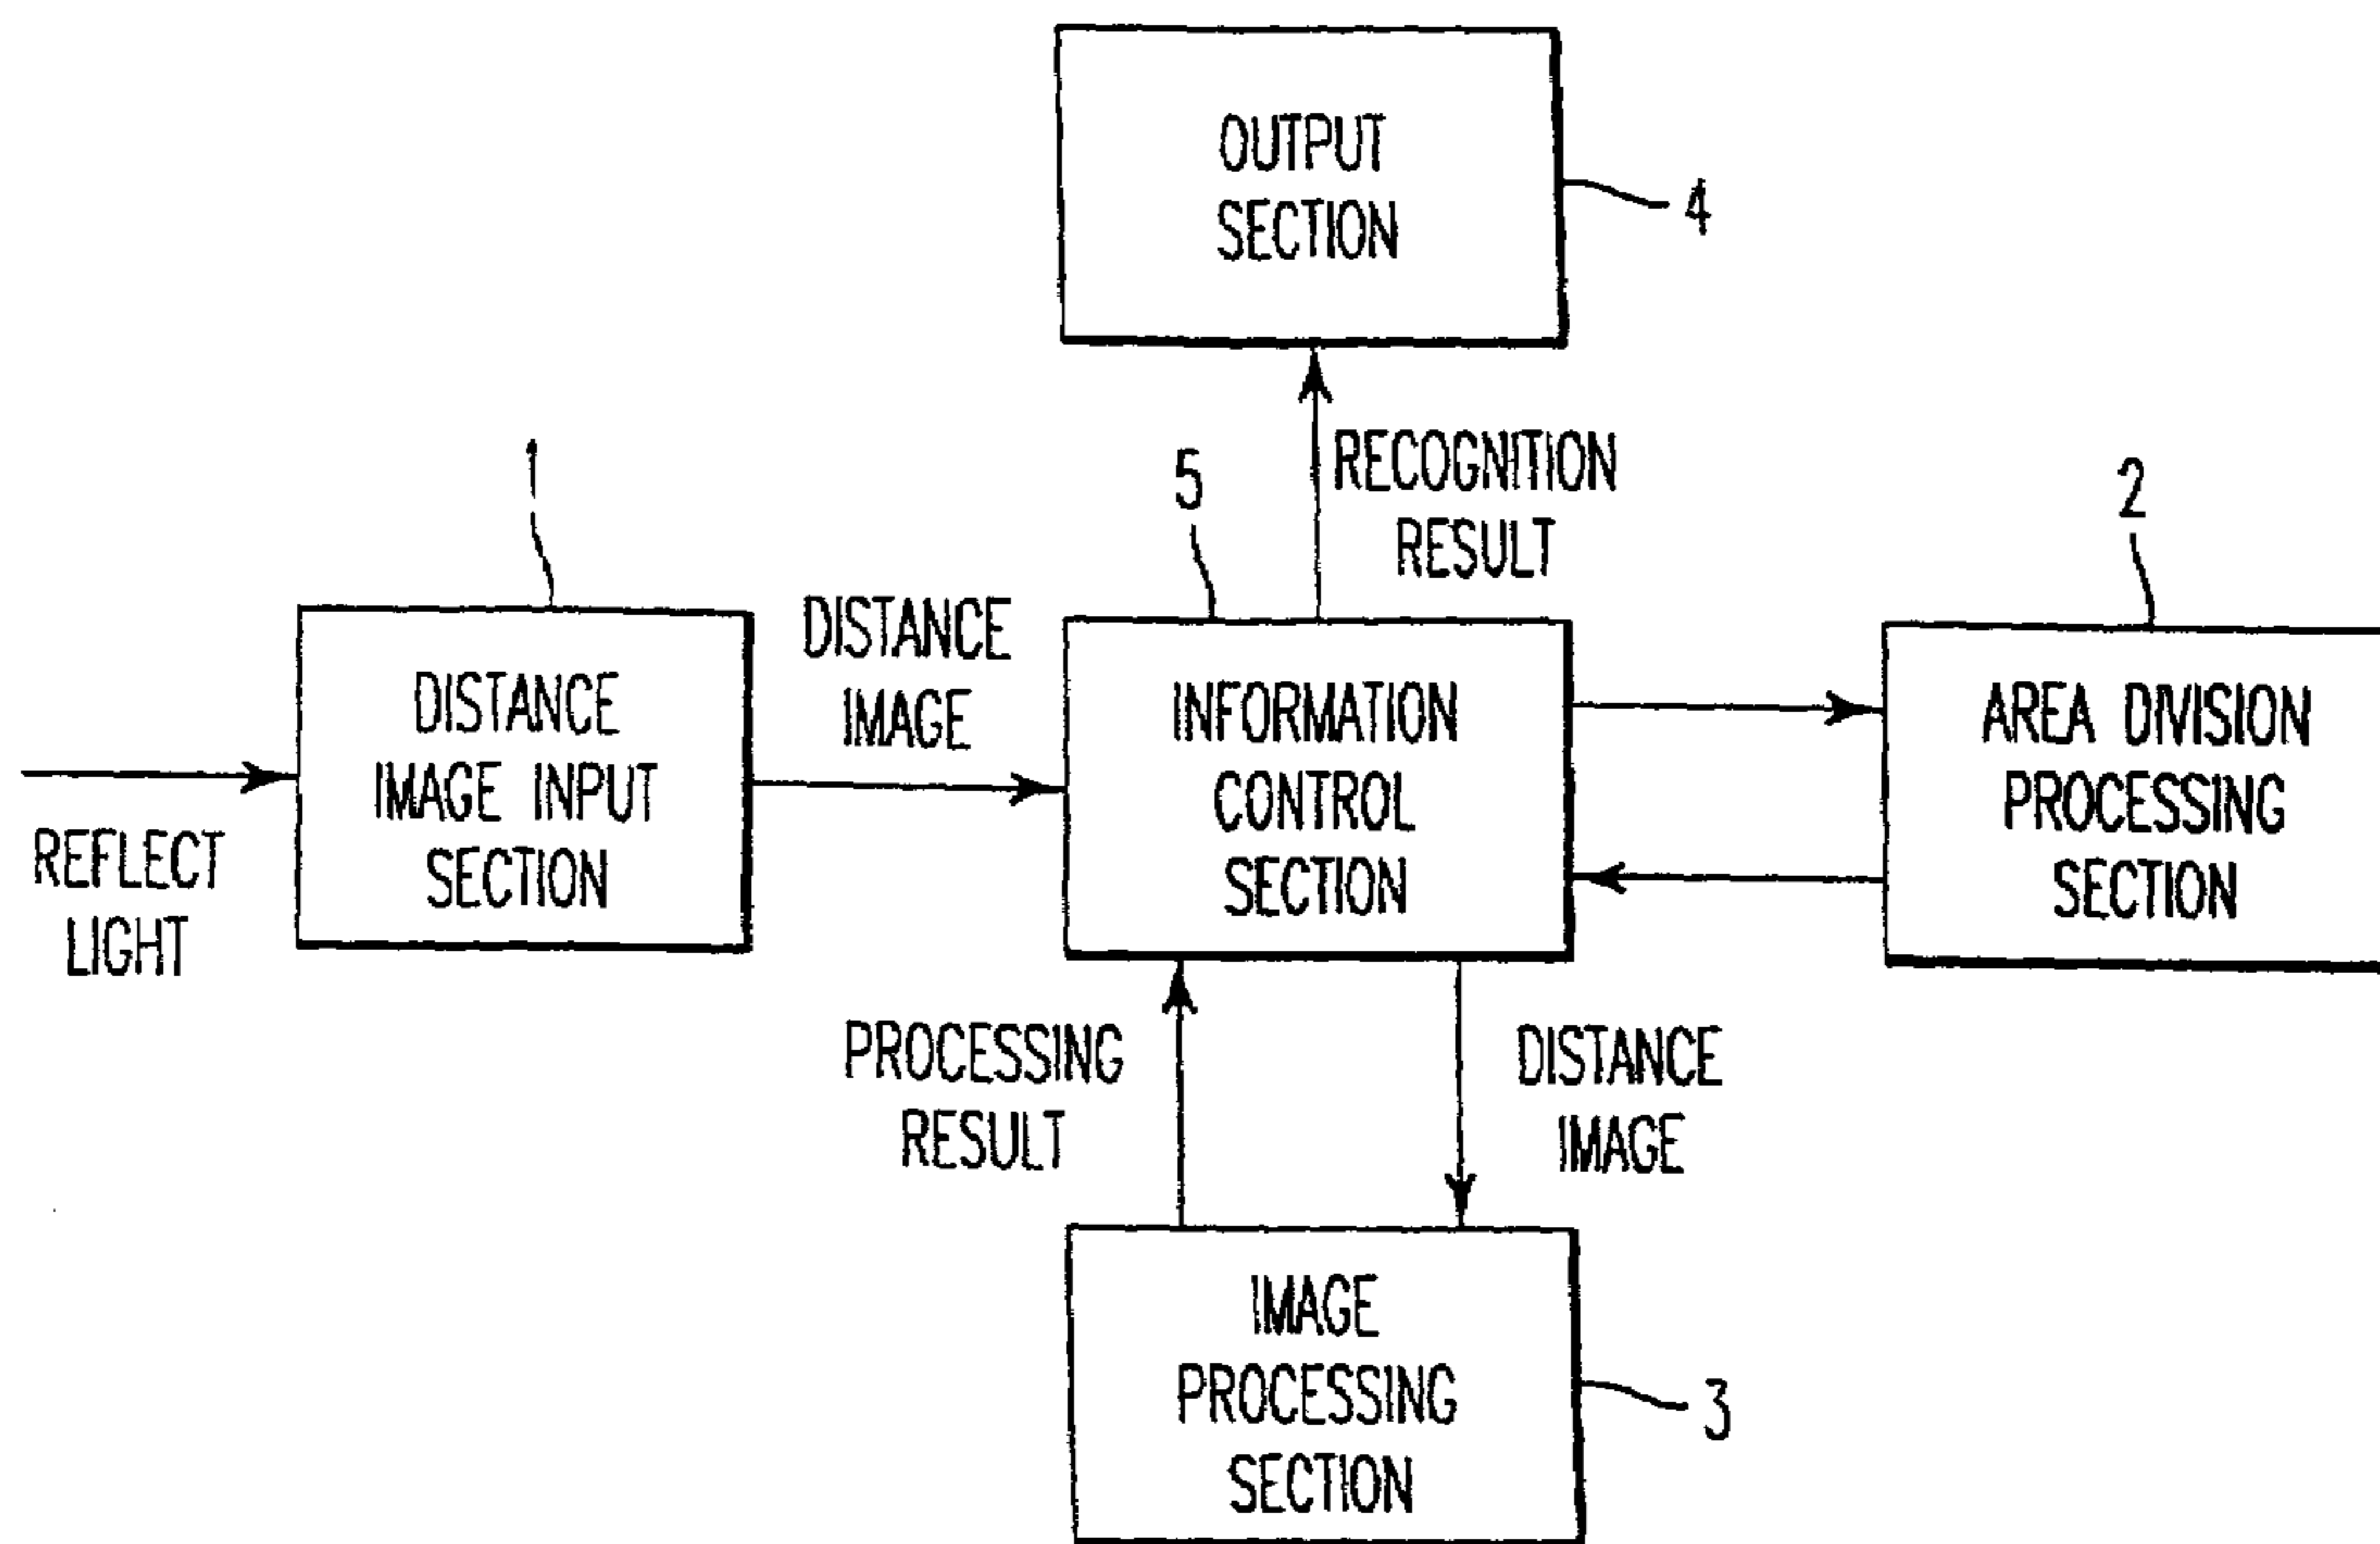 OUTPUT
SECTION
4
RECOGNITION
RESULT
5
2
1
DISTANCE
IMAGE
DISTANCE
IMAGE INPUT
SECTION
INFORMATION
CONTROL
SECTION
AREA DIVISION
PROCESSING
SECTION
REFLECT
LIGHT
PROCESSING
RESULT
DISTANCE
IMAGE
IMAGE
PROCESSING
SECTION
3